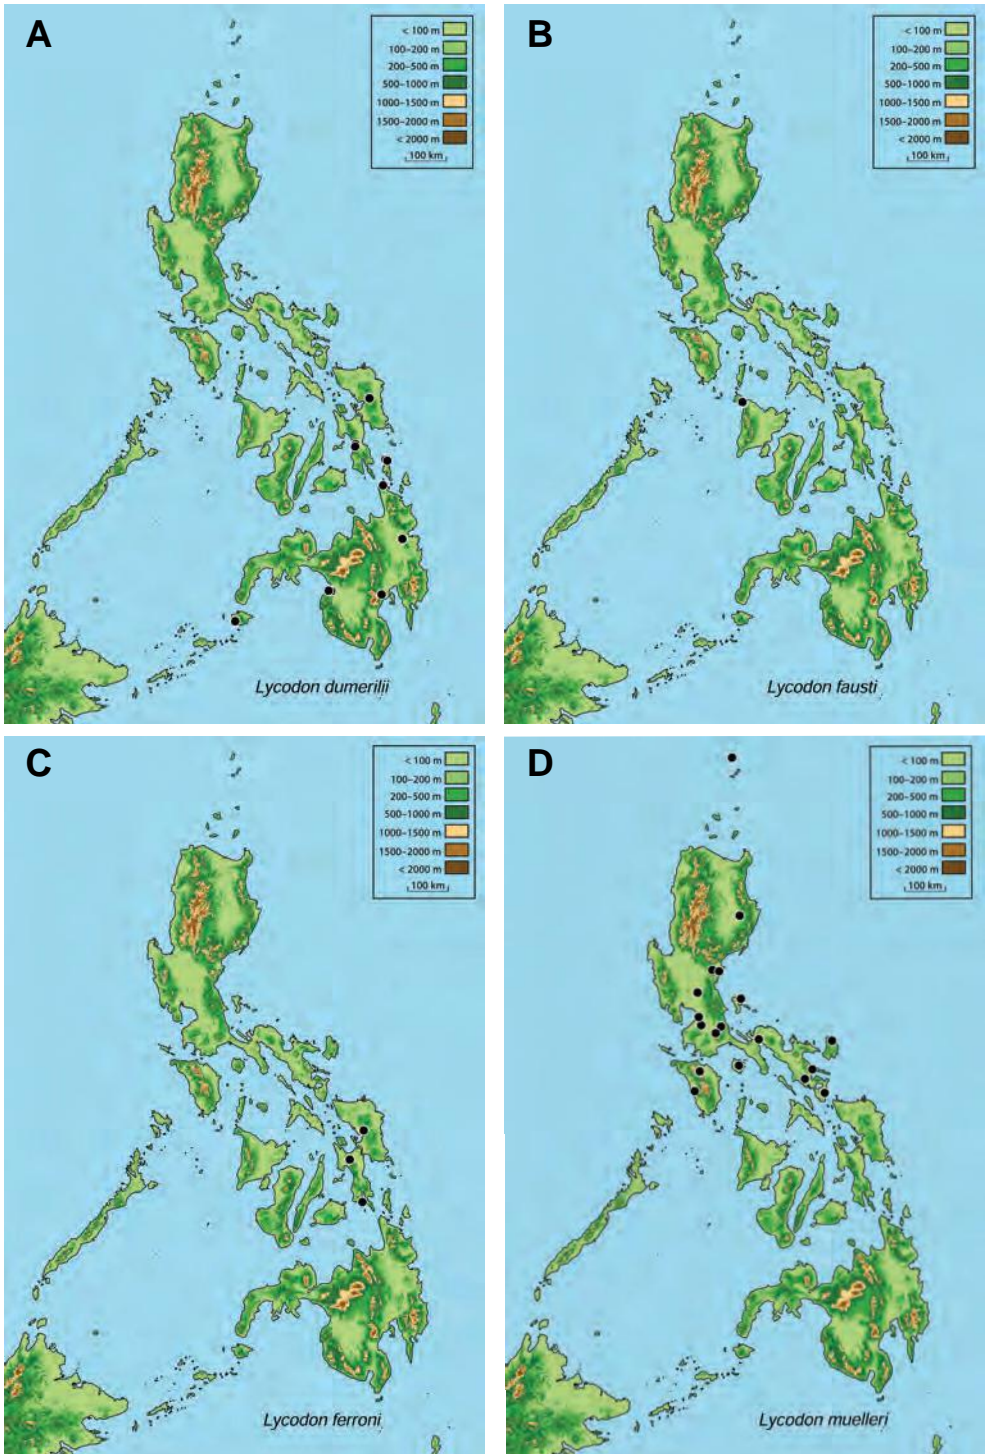 A
< 100 m
100–200 m
200–500 m
500–1000 m
1000–1500 m
1500–2000 m
< 2000 m
100 km
Lycodon dumerilii
B
< 100 m
100–200 m
200–500 m
500–1000 m
1000–1500 m
1500–2000 m
< 2000 m
100 km
Lycodon fausti
C
< 100 m
100–200 m
200–500 m
500–1000 m
1000–1500 m
1500–2000 m
< 2000 m
100 km
Lycodon ferroni
D
< 100 m
100–200 m
200–500 m
500–1000 m
1000–1500 m
1500–2000 m
< 2000 m
100 km
Lycodon muelleri